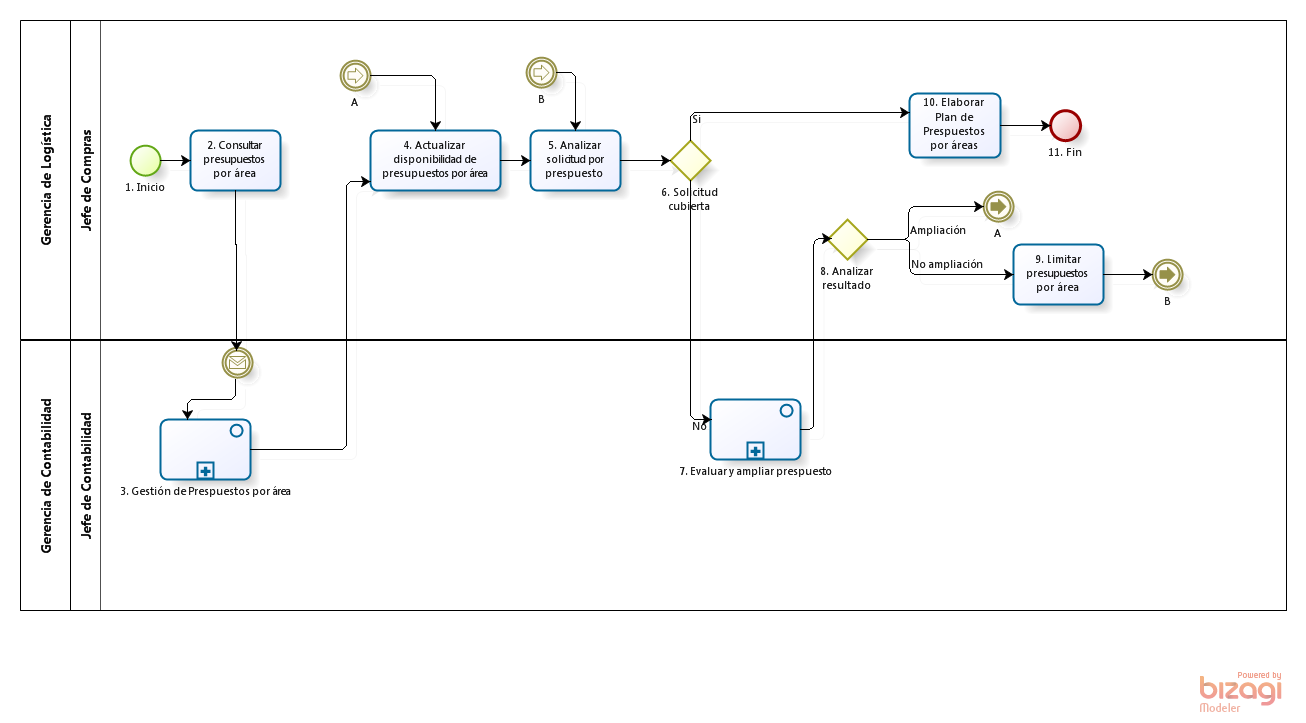 Gerencia de Logística
Jefe de Compras
1. Inicio
2. Consultar
presupuestos
por área
A
4. Actualizar
disponibilidad de
presupuestos por área
B
5. Analizar
solicitud por
prespuesto
6. Solicitud
cubierta
Si
10. Elaborar
Plan de
Prespuestos
por áreas
11. Fin
8. Analizar
resultado
Ampliación
A
No ampliación
9. Limitar
presupuestos
por área
B
Gerencia de Contabilidad
Jefe de Contabilidad
3. Gestión de Prespuestos por área
No
7. Evaluar y ampliar prespuesto
Powered by
bizagi
Modeler